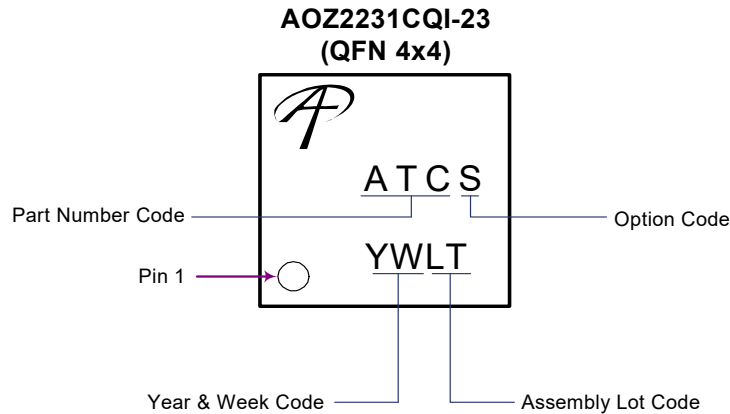 AOZ2231CQI-23
(QFN 4x4)
ATCS
Part Number Code
Option Code
YWLT
Pin 1
Year & Week Code
Assembly Lot Code